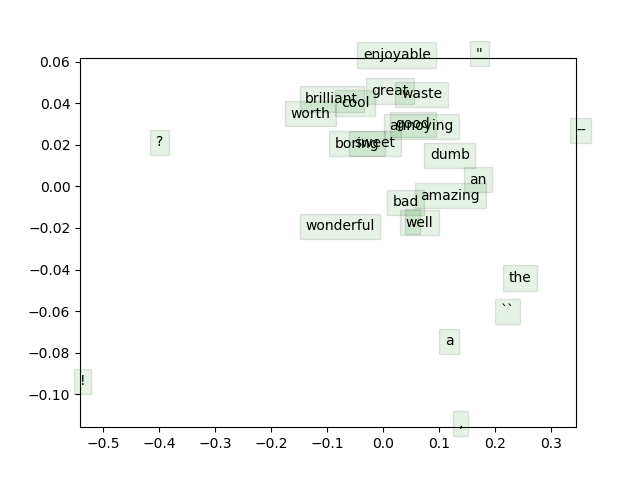 enjoyable
"
0.06
great
waste
brilliant
cool
0.04
worth
--
good
annoying
?
boring
sweet
0.02
dumb
an
0.00
amazing
bad
well
wonderful
−0.02
the
−0.04
``
−0.06
a
−0.08
!
−0.10
,
−0.5 −0.4 −0.3 −0.2 −0.1 0.0 0.1 0.2 0.3